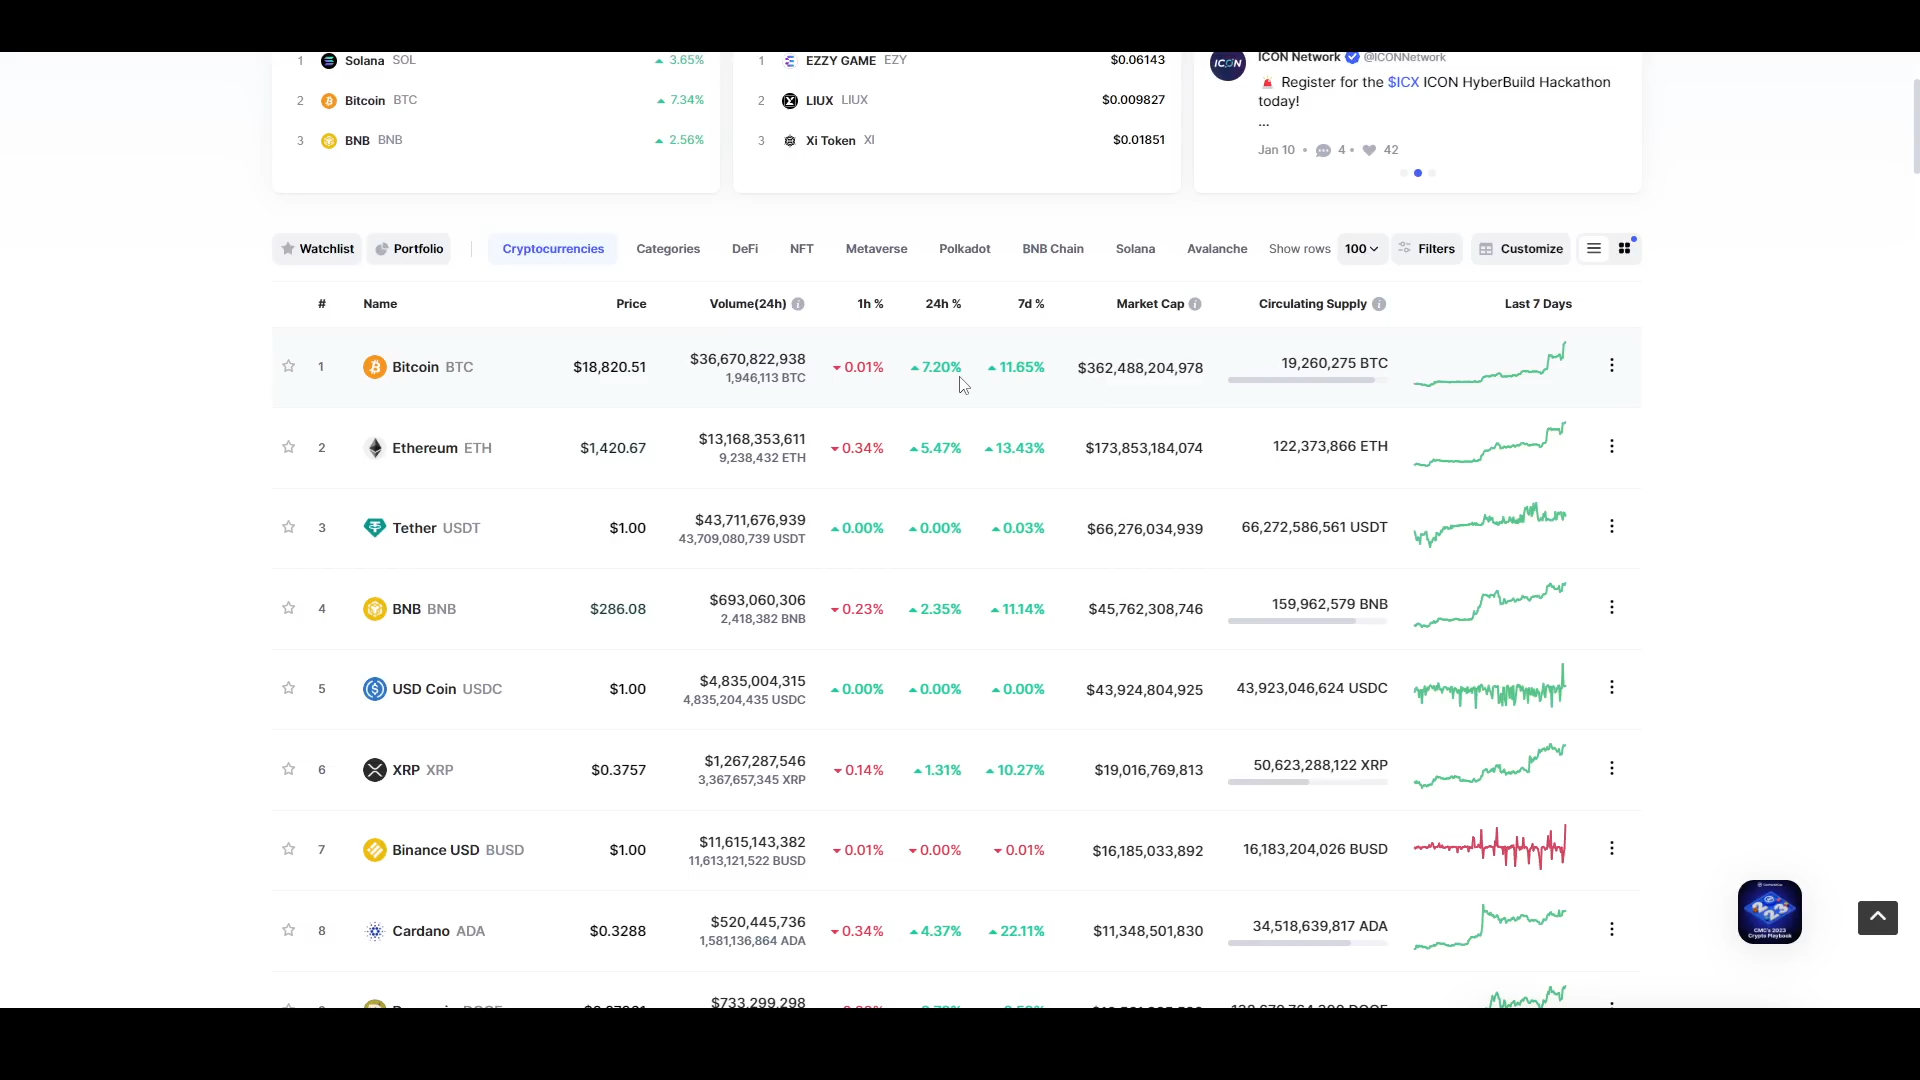 1 Solana SOL 3.65%
2 Bitcoin BTC 7.34%
3 BNB BNB 2.56%
1 EZZY GAME EZY $0.06143
2 LIUX LIUX $0.009827
3 Xi Token XI $0.01851
ICON
ICON Network @ICONNetwork
Register for the $ICX ICON HyberBuild Hackathon
today!
...
Jan 10 • 4 • 42
Watchlist Portfolio Cryptocurrencies Categories DeFi NFT Metaverse Polkadot BNB Chain Solana Avalanche Show rows 100 Filters Customize
# Name Price Volume(24h) 1h % 24h % 7d % Market Cap Circulating Supply Last 7 Days
1 Bitcoin BTC $18,820.51 $36,670,822,938 0.01% 7.20% 11.65% $362,488,204,978 19,260,275 BTC
1,946,113 BTC
2 Ethereum ETH $1,420.67 $13,168,353,611 0.34% 5.47% 13.43% $173,853,184,074 122,373,866 ETH
9,238,432 ETH
3 Tether USDT $1.00 $43,711,676,939 0.00% 0.00% 0.03% $66,276,034,939 66,272,586,561 USDT
43,709,080,739 USDT
4 BNB BNB $286.08 $693,060,306 0.23% 2.35% 11.14% $45,762,308,746 159,962,579 BNB
2,418,382 BNB
5 USD Coin USDC $1.00 $4,835,004,315 0.00% 0.00% 0.00% $43,924,804,925 43,923,046,624 USDC
4,835,204,435 USDC
6 XRP XRP $0.3757 $1,267,287,546 0.14% 1.31% 10.27% $19,016,769,813 50,623,288,122 XRP
3,367,657,345 XRP
7 Binance USD BUSD $1.00 $11,615,143,382 0.01% 0.00% 0.01% $16,185,033,892 16,183,204,026 BUSD
11,613,121,522 BUSD
8 Cardano ADA $0.3288 $520,445,736 0.34% 4.37% 22.11% $11,348,501,830 34,518,639,817 ADA
1,581,136,864 ADA
$733,299,298
CMC's 2023
Crypto Playbook